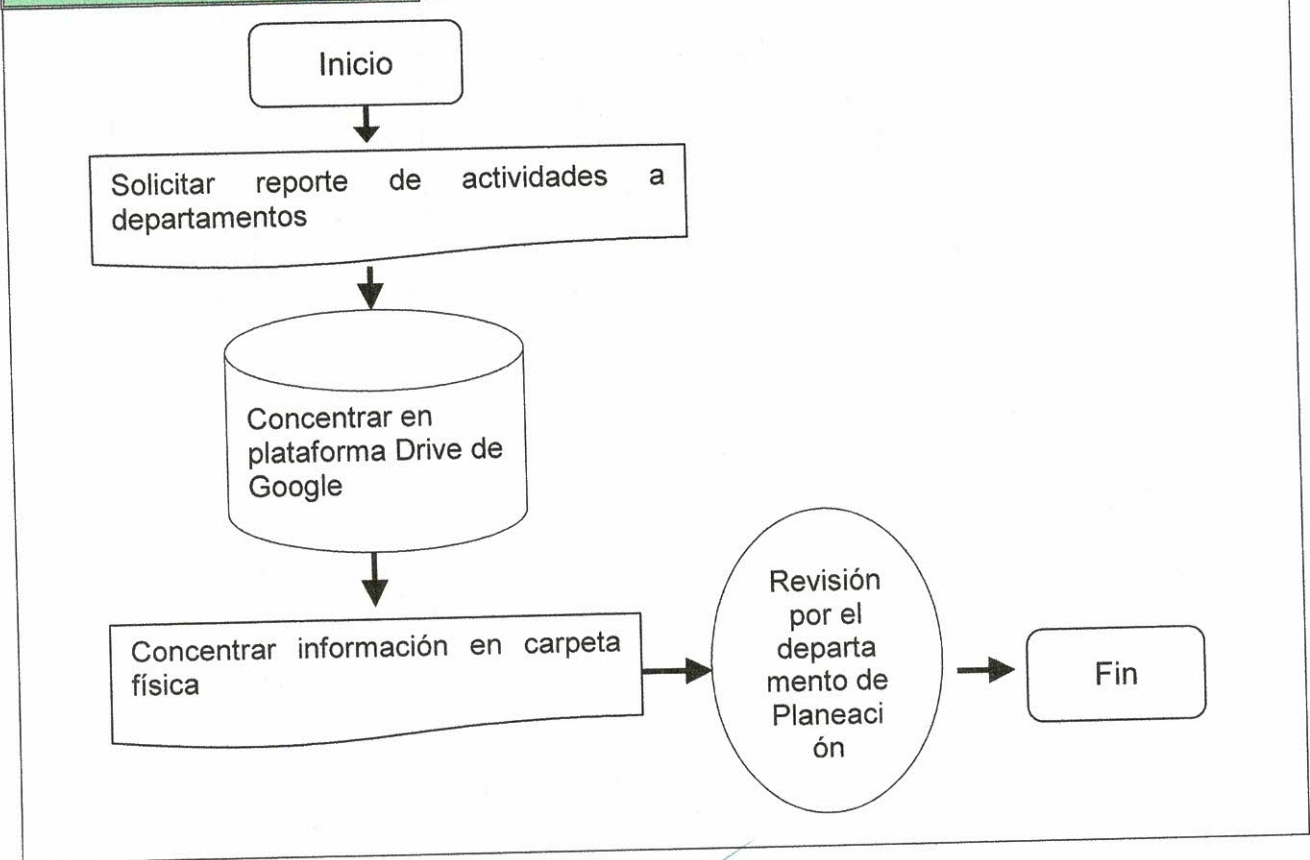 Inicio
Solicitar reporte de actividades a
departamentos
Concentrar en
plataforma Drive de
Google
Concentrar información en carpeta
física
Revisión
por el
departa
mento de
Planeaci
ón
Fin